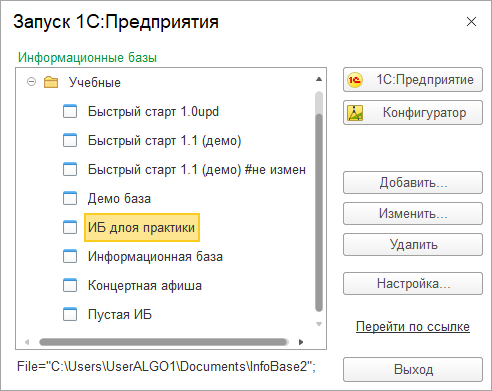 Запуск 1С:Предприятия
Информационные базы
Учебные
Быстрый старт 1.0upd
Быстрый старт 1.1 (демо)
Быстрый старт 1.1 (демо) #не измен
Демо база
ИБ дпоя практики
Информационная база
Концертная афиша
Пустая ИБ
File="C:\Users\UserALGO1\Documents\InfoBase2";
1С:Предприятие
Конфигуратор
Добавить...
Изменить...
Удалить
Настройка...
Перейти по ссылке
Выход